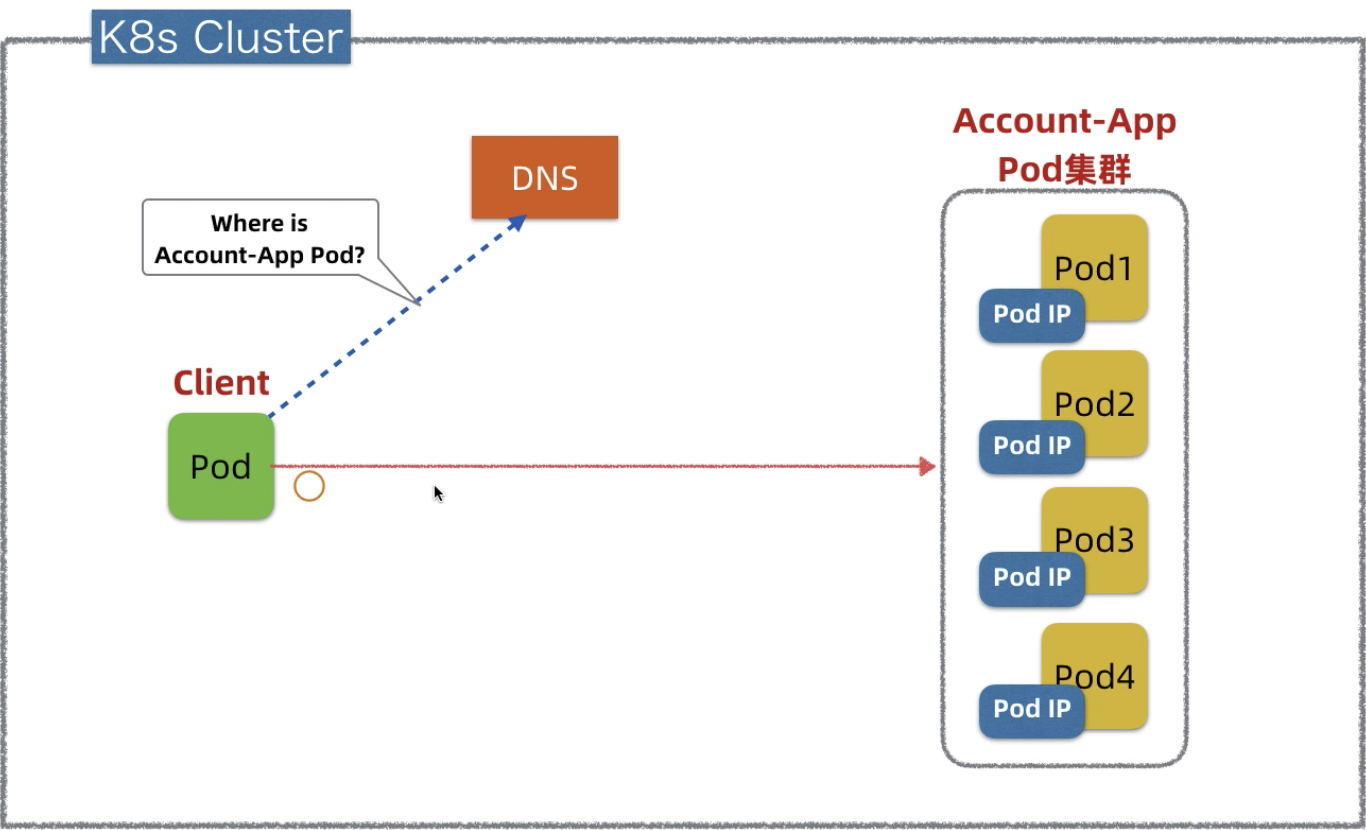 K8s Cluster
DNS
Where is
Account-App Pod?
Client
Pod
Account-App
Pod集群
Pod1
Pod IP
Pod2
Pod IP
Pod3
Pod IP
Pod4
Pod IP